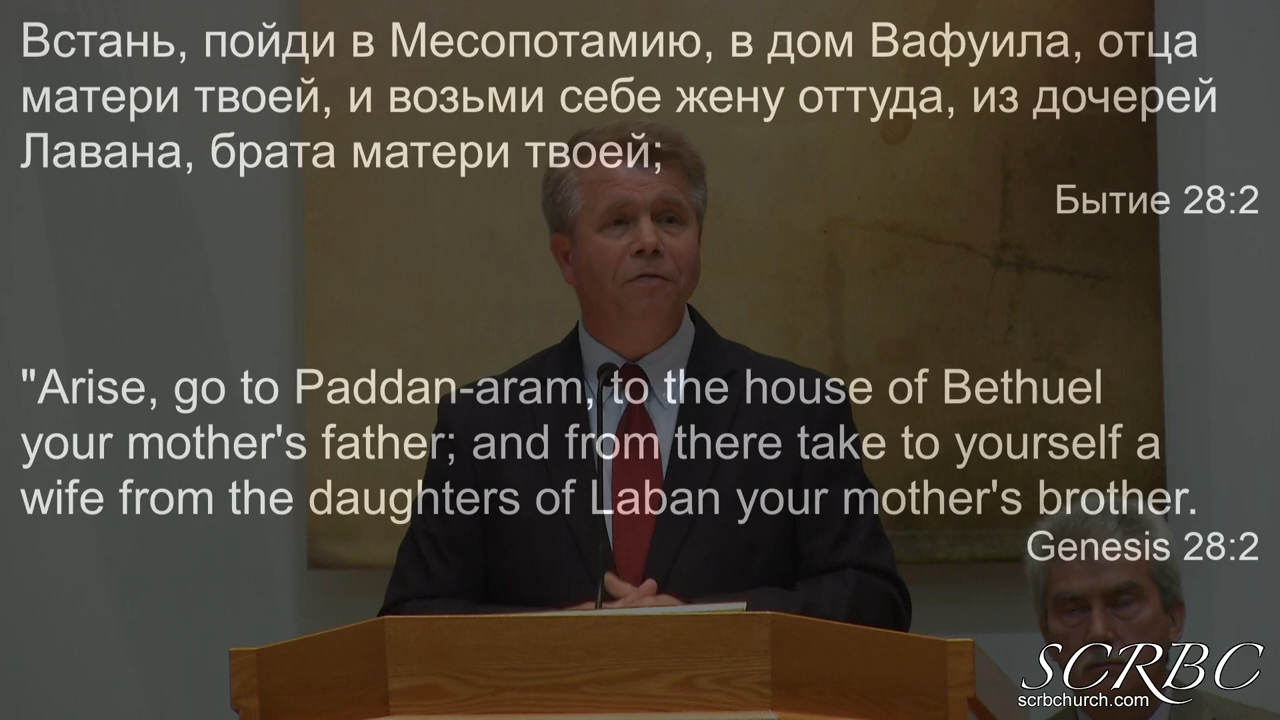 Встань, пойди в Месопотамию, в дом Вафуила, отца
матери твоей, и возьми себе жену оттуда, из дочерей
Лавана, брата матери твоей;
Бытие 28:2
"Arise, go to Paddan-aram, to the house of Bethuel
your mother's father; and from there take to yourself a
wife from the daughters of Laban your mother's brother.
Genesis 28:2
SCRBC
scrbchurch.com